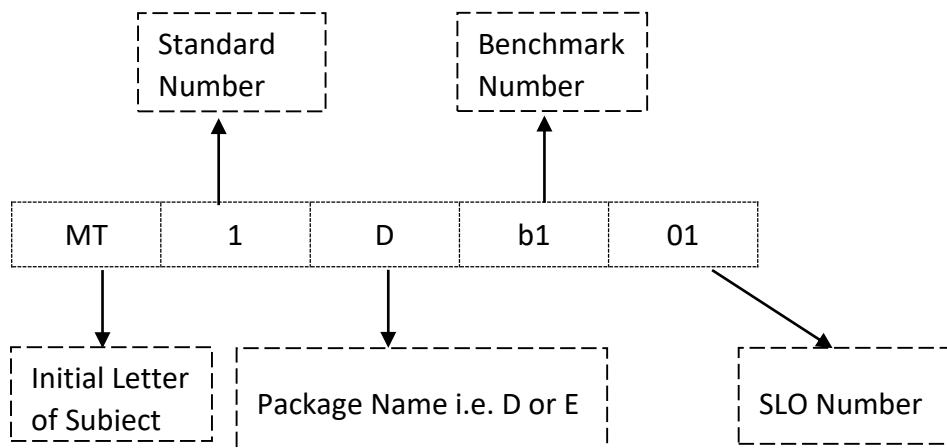 Standard
Number
Benchmark
Number
MT 1 D b1 01
Initial Letter
of Subject
Package Name i.e. D or E
SLO Number